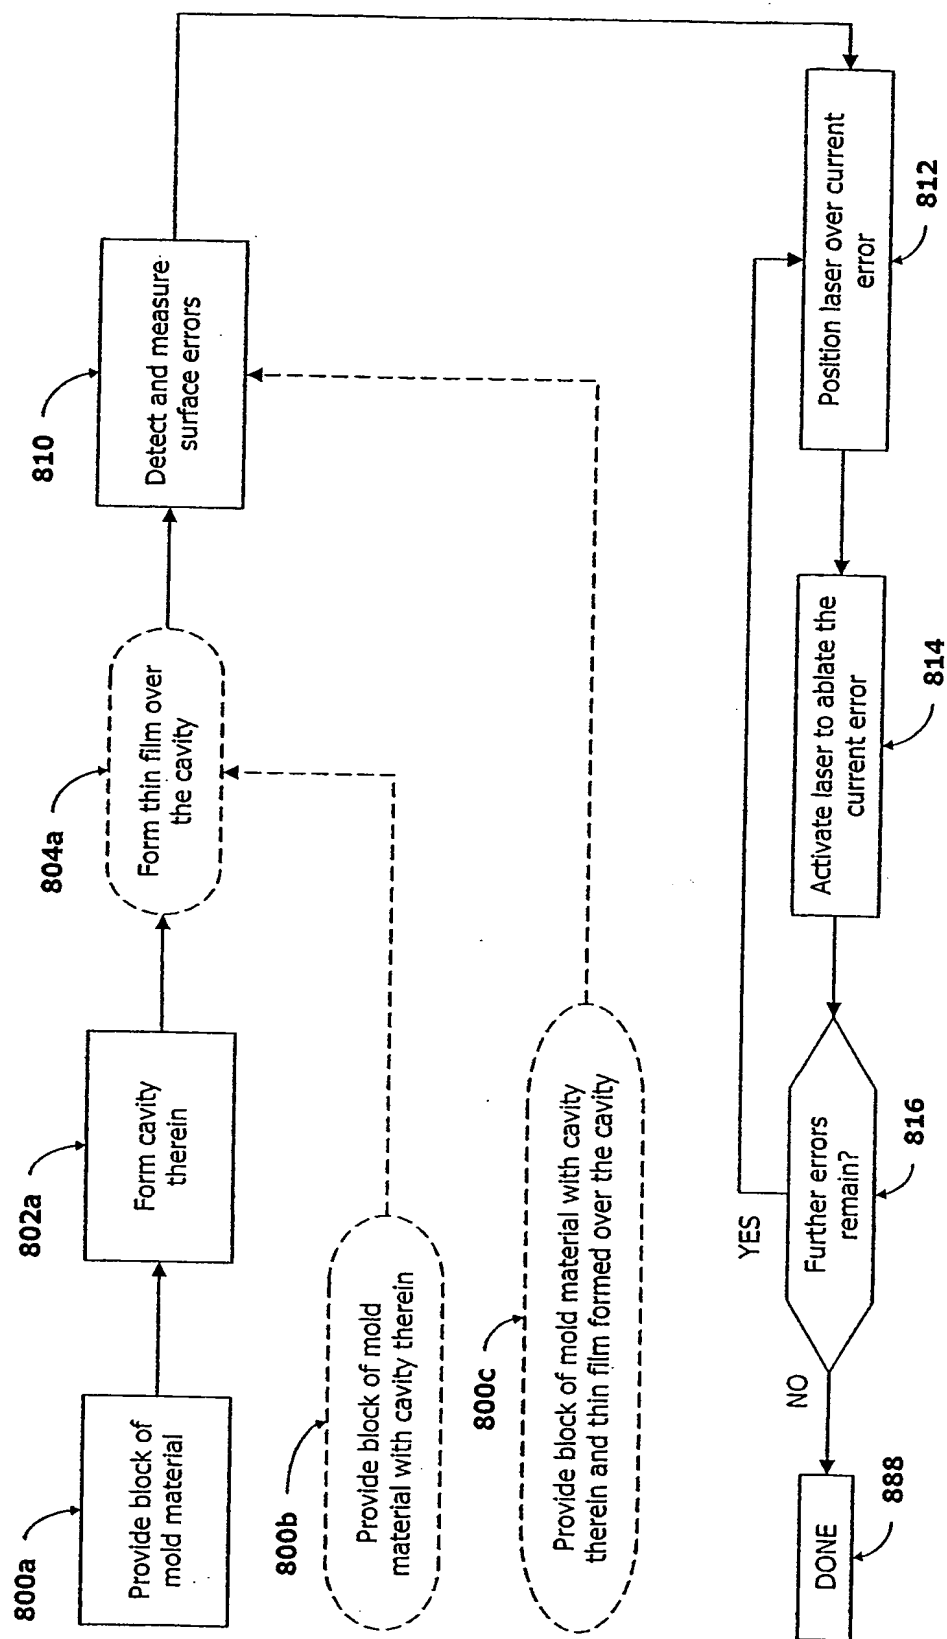 800a
Provide block of
mold material
802a
Form cavity
therein
804a
Form thin film over
the cavity
810
Detect and measure
surface errors
800b
Provide block of mold
material with cavity therein
800c
Provide block of mold material with cavity
therein and thin film formed over the cavity
Position laser over current
error
812
Activate laser to ablate the
current error
814
Further errors
remain?
816
YES
NO
DONE
888